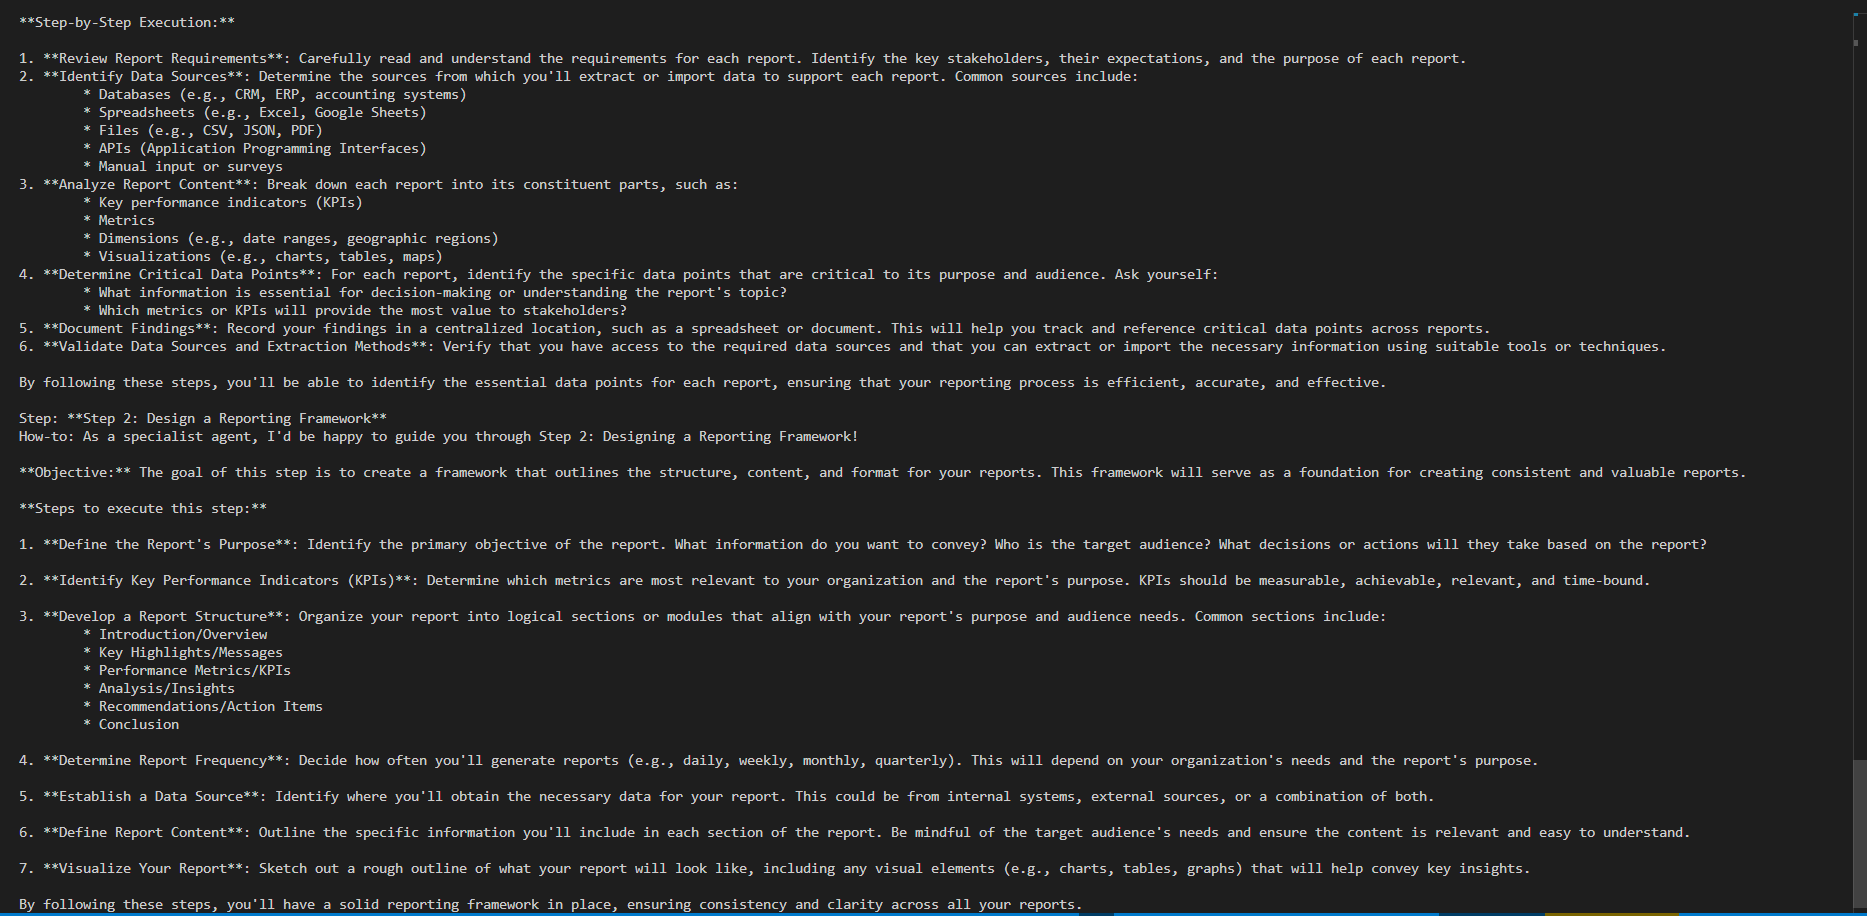 **Step-by-Step Execution:**
1. **Review Report Requirements**: Carefully read and understand the requirements for each report. Identify the key stakeholders, their expectations, and the purpose of each report.
2. **Identify Data Sources**: Determine the sources from which you'll extract or import data to support each report. Common sources include:
* Databases (e.g., CRM, ERP, accounting systems)
* Spreadsheets (e.g., Excel, Google Sheets)
* Files (e.g., CSV, JSON, PDF)
* APIs (Application Programming Interfaces)
* Manual input or surveys
3. **Analyze Report Content**: Break down each report into its constituent parts, such as:
* Key performance indicators (KPIs)
* Metrics
* Dimensions (e.g., date ranges, geographic regions)
* Visualizations (e.g., charts, tables, maps)
4. **Determine Critical Data Points**: For each report, identify the specific data points that are critical to its purpose and audience. Ask yourself:
* What information is essential for decision-making or understanding the report's topic?
* Which metrics or KPIs will provide the most value to stakeholders?
5. **Document Findings**: Record your findings in a centralized location, such as a spreadsheet or document. This will help you track and reference critical data points across reports.
6. **Validate Data Sources and Extraction Methods**: Verify that you have access to the required data sources and that you can extract or import the necessary information using suitable tools or techniques.
By following these steps, you'll be able to identify the essential data points for each report, ensuring that your reporting process is efficient, accurate, and effective.
Step: **Step 2: Design a Reporting Framework**
How-to: As a specialist agent, I'd be happy to guide you through Step 2: Designing a Reporting Framework!
**Objective:** The goal of this step is to create a framework that outlines the structure, content, and format for your reports. This framework will serve as a foundation for creating consistent and valuable reports.
**Steps to execute this step:**
1. **Define the Report's Purpose**: Identify the primary objective of the report. What information do you want to convey? Who is the target audience? What decisions or actions will they take based on the report?
2. **Identify Key Performance Indicators (KPIs)**: Determine which metrics are most relevant to your organization and the report's purpose. KPIs should be measurable, achievable, relevant, and time-bound.
3. **Develop a Report Structure**: Organize your report into logical sections or modules that align with your report's purpose and audience needs. Common sections include:
* Introduction/Overview
* Key Highlights/Messages
* Performance Metrics/KPIs
* Analysis/Insights
* Recommendations/Action Items
* Conclusion
4. **Determine Report Frequency**: Decide how often you'll generate reports (e.g., daily, weekly, monthly, quarterly). This will depend on your organization's needs and the report's purpose.
5. **Establish a Data Source**: Identify where you'll obtain the necessary data for your report. This could be from internal systems, external sources, or a combination of both.
6. **Define Report Content**: Outline the specific information you'll include in each section of the report. Be mindful of the target audience's needs and ensure the content is relevant and easy to understand.
7. **Visualize Your Report**: Sketch out a rough outline of what your report will look like, including any visual elements (e.g., charts, tables, graphs) that will help convey key insights.
By following these steps, you'll have a solid reporting framework in place, ensuring consistency and clarity across all your reports.